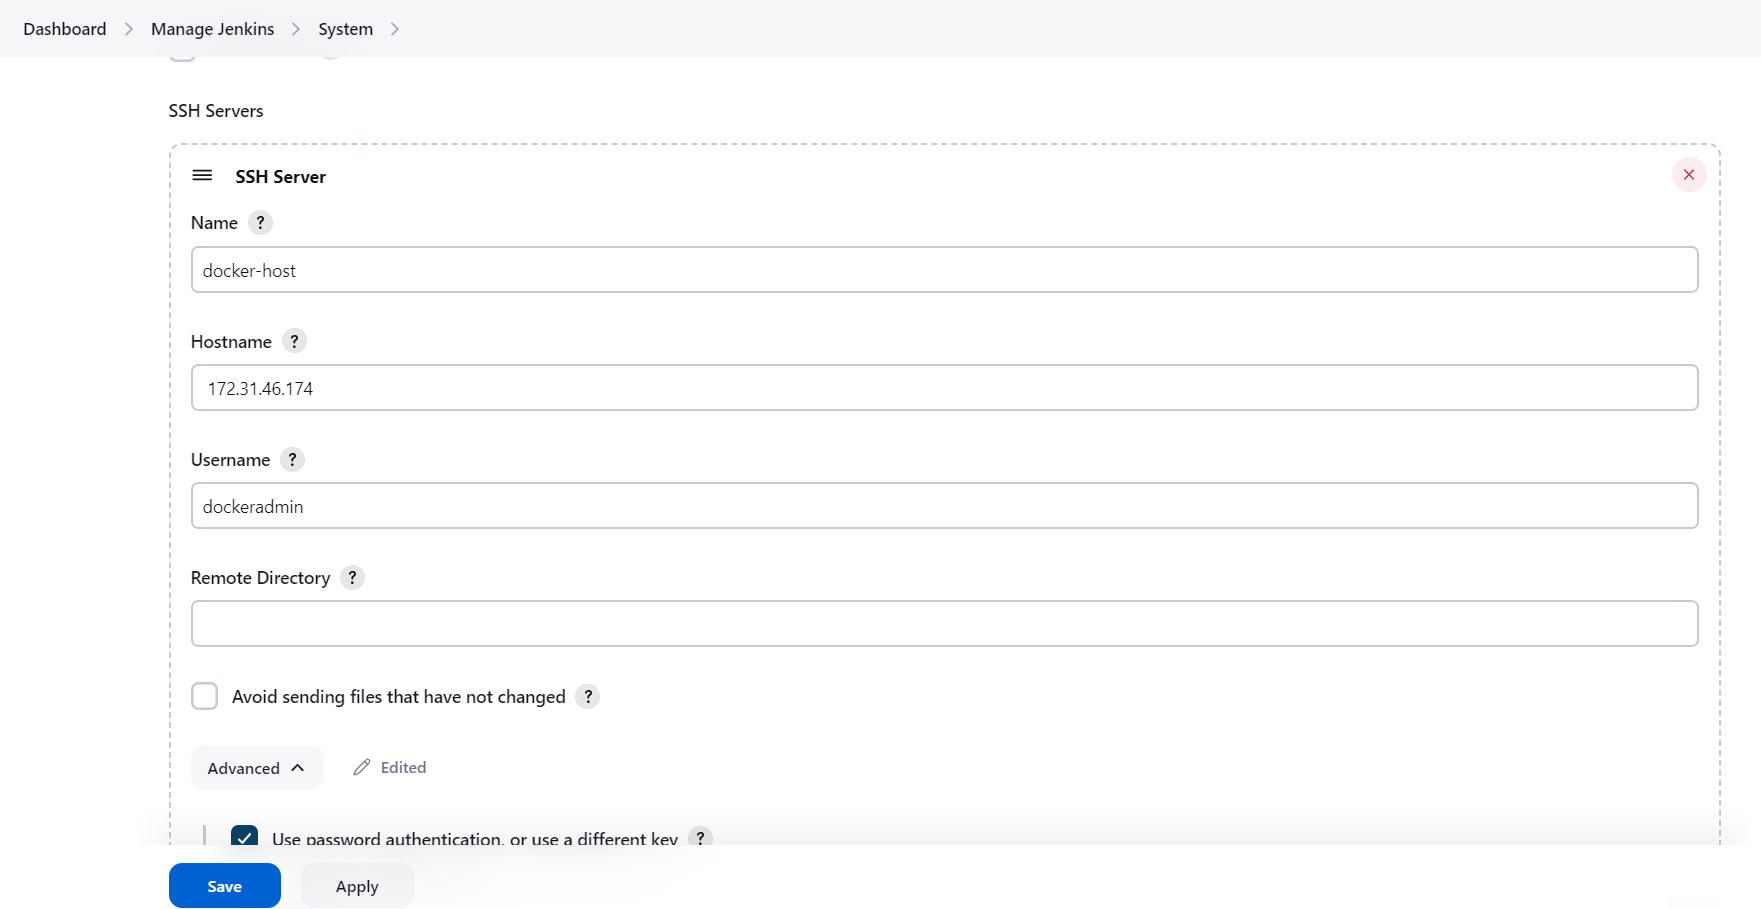 Dashboard > Manage Jenkins > System >
SSH Servers
SSH Server
Name ?
docker-host
Hostname ?
172.31.46.174
Username ?
dockeradmin
Remote Directory ?
Avoid sending files that have not changed ?
Advanced Edited
Use password authentication, or use a different key ?
Save Apply